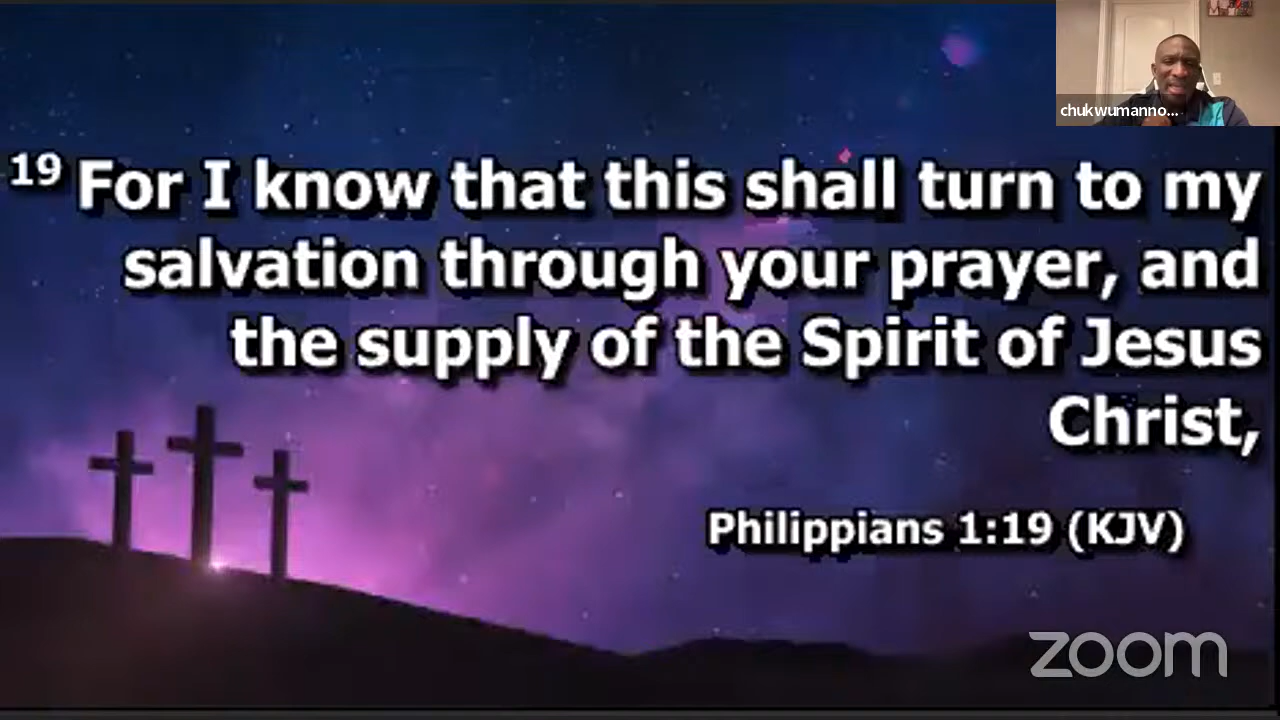 chukwumanno...
19 For I know that this shall turn to my
salvation through your prayer, and
the supply of the Spirit of Jesus
Christ,
Philippians 1:19 (KJV)
zoom